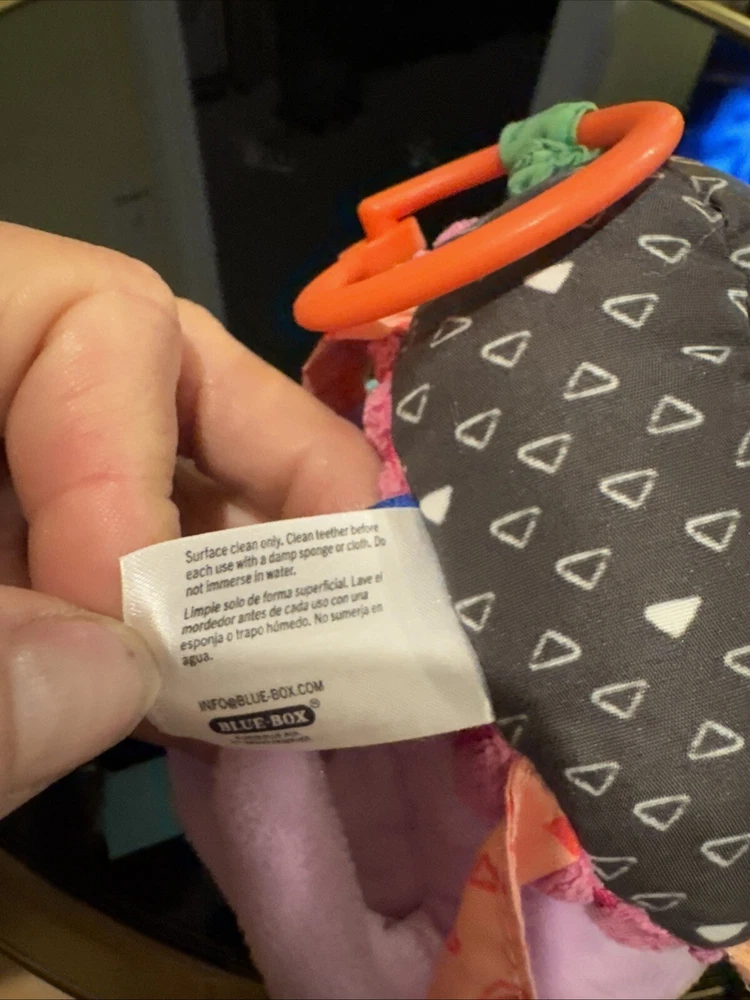 Surface clean only. Clean teether before
each use with a damp sponge or cloth. Do
not immerse in water.
Limpie solo de forma superficial. Lave el
mordedor antes de cada uso con una
esponja o trapo húmedo. No sumerja en
agua.
INFO@BLUE-BOX.COM
BLUE-BOX®